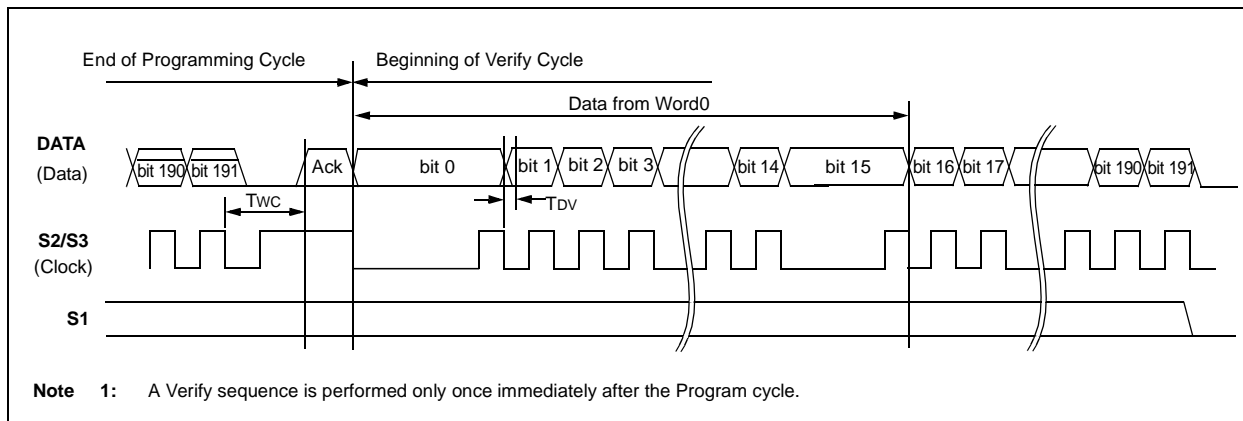 End of Programming Cycle
Beginning of Verify Cycle
Data from Word0
DATA
(Data)
bit 190
bit 191
Ack
bit 0
bit 1
bit 2
bit 3
bit 14
bit 15
bit 16
bit 17
bit 190
bit 191
TWC
TDV
S2/S3
(Clock)
S1
Note 1: A Verify sequence is performed only once immediately after the Program cycle.